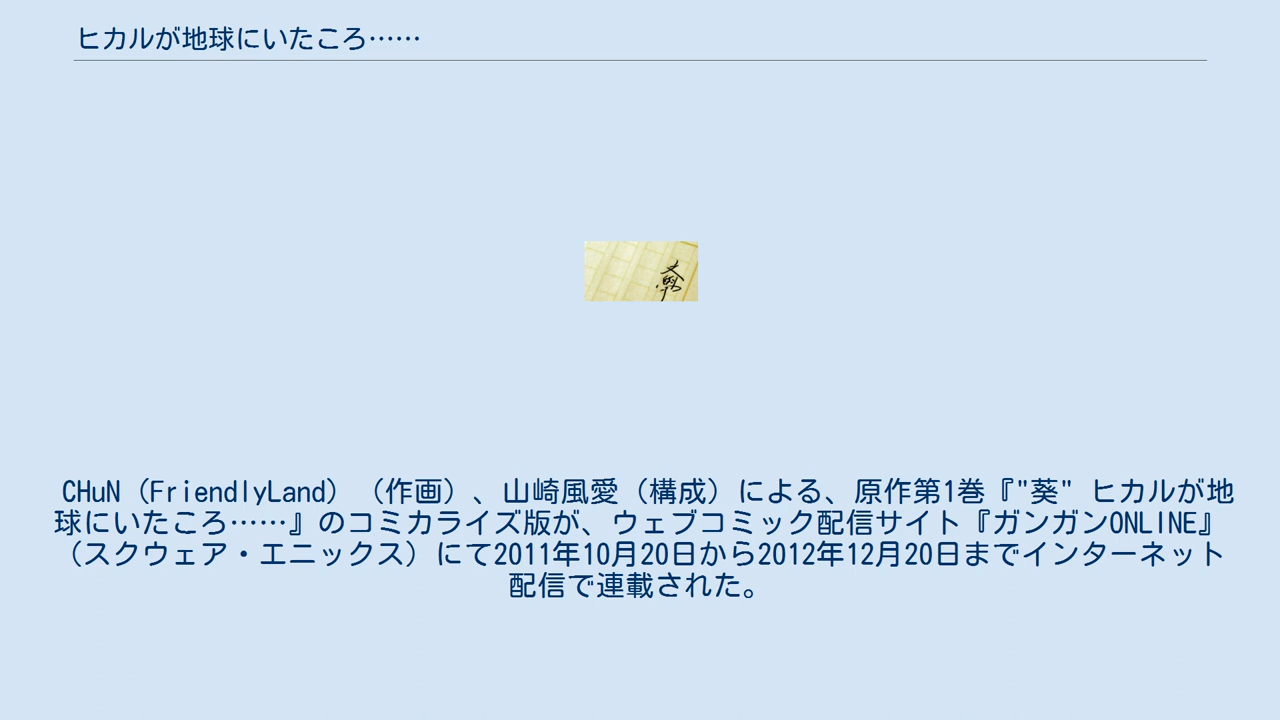 ヒカルが地球にいたころ……
CHuN（FriendlyLand）（作画）、山崎風愛（構成）による、原作第1巻『"葵" ヒカルが地
球にいたころ……』のコミカライズ版が、ウェブコミック配信サイト『ガンガンONLINE』
（スクウェア・エニックス）にて2011年10月20日から2012年12月20日までインターネット
配信で連載された。